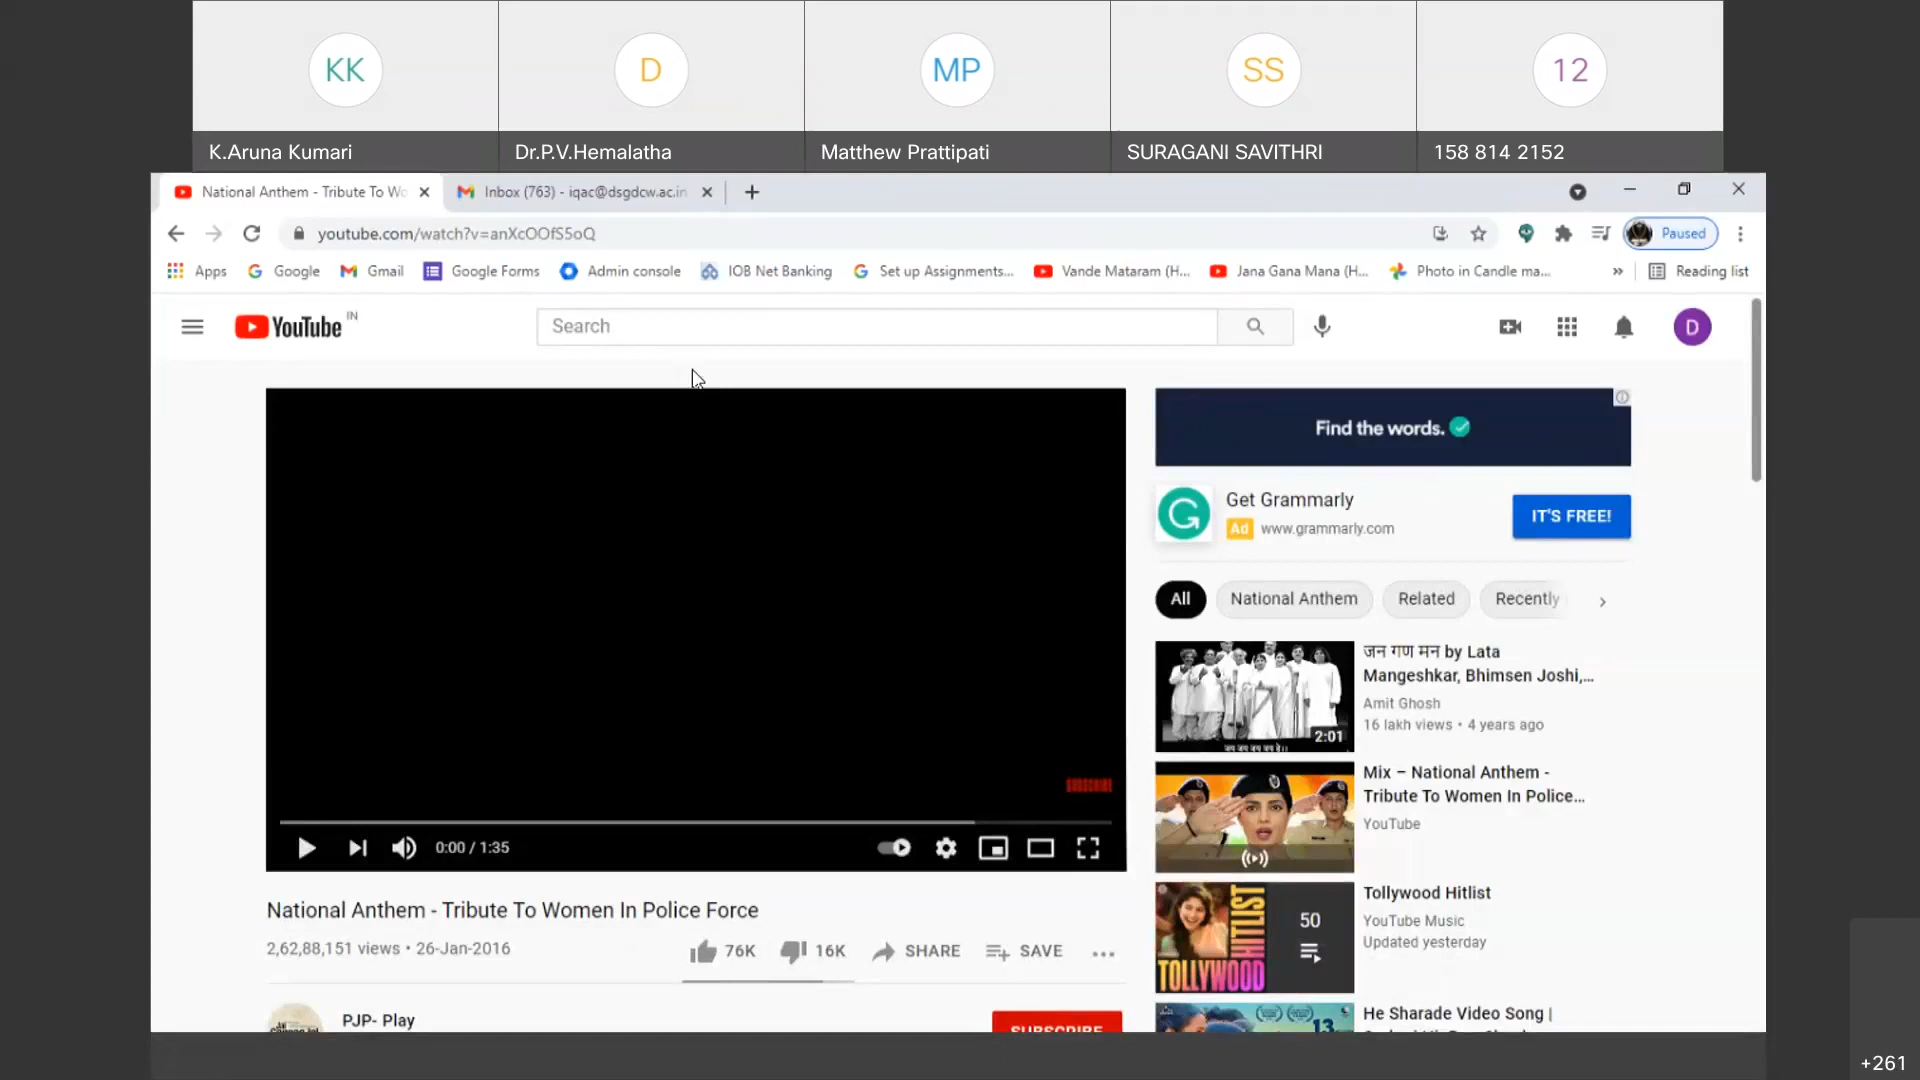 KK
D
MP
SS
12
K.Aruna Kumari
Dr.P.V.Hemalatha
Matthew Prattipati
SURAGANI SAVITHRI
158 814 2152
National Anthem - Tribute To Wo
Inbox (763) - iqac@dsgdcw.ac.in
youtube.com/watch?v=anXcOOfS5oQ
Paused
Apps
Google
Gmail
Google Forms
Admin console
IOB Net Banking
Set up Assignments...
Vande Mataram (H...
Jana Gana Mana (H...
Photo in Candle ma...
Reading list
YouTube IN
Search
D
Find the words.
Get Grammarly
Ad www.grammarly.com
IT'S FREE!
All
National Anthem
Related
Recently
जन गण मन by Lata
Mangeshkar, Bhimsen Joshi,...
Amit Ghosh
16 lakh views • 4 years ago
2:01
Mix – National Anthem -
Tribute To Women In Police...
YouTube
SUBSCRIBE
0:00 / 1:35
National Anthem - Tribute To Women In Police Force
2,62,88,151 views • 26-Jan-2016
76K
16K
SHARE
SAVE
Tollywood Hitlist
YouTube Music
Updated yesterday
50
HITLIST
TOLLYWOOD
He Sharade Video Song |
13
PJP- Play
SUBSCRIBE
+261